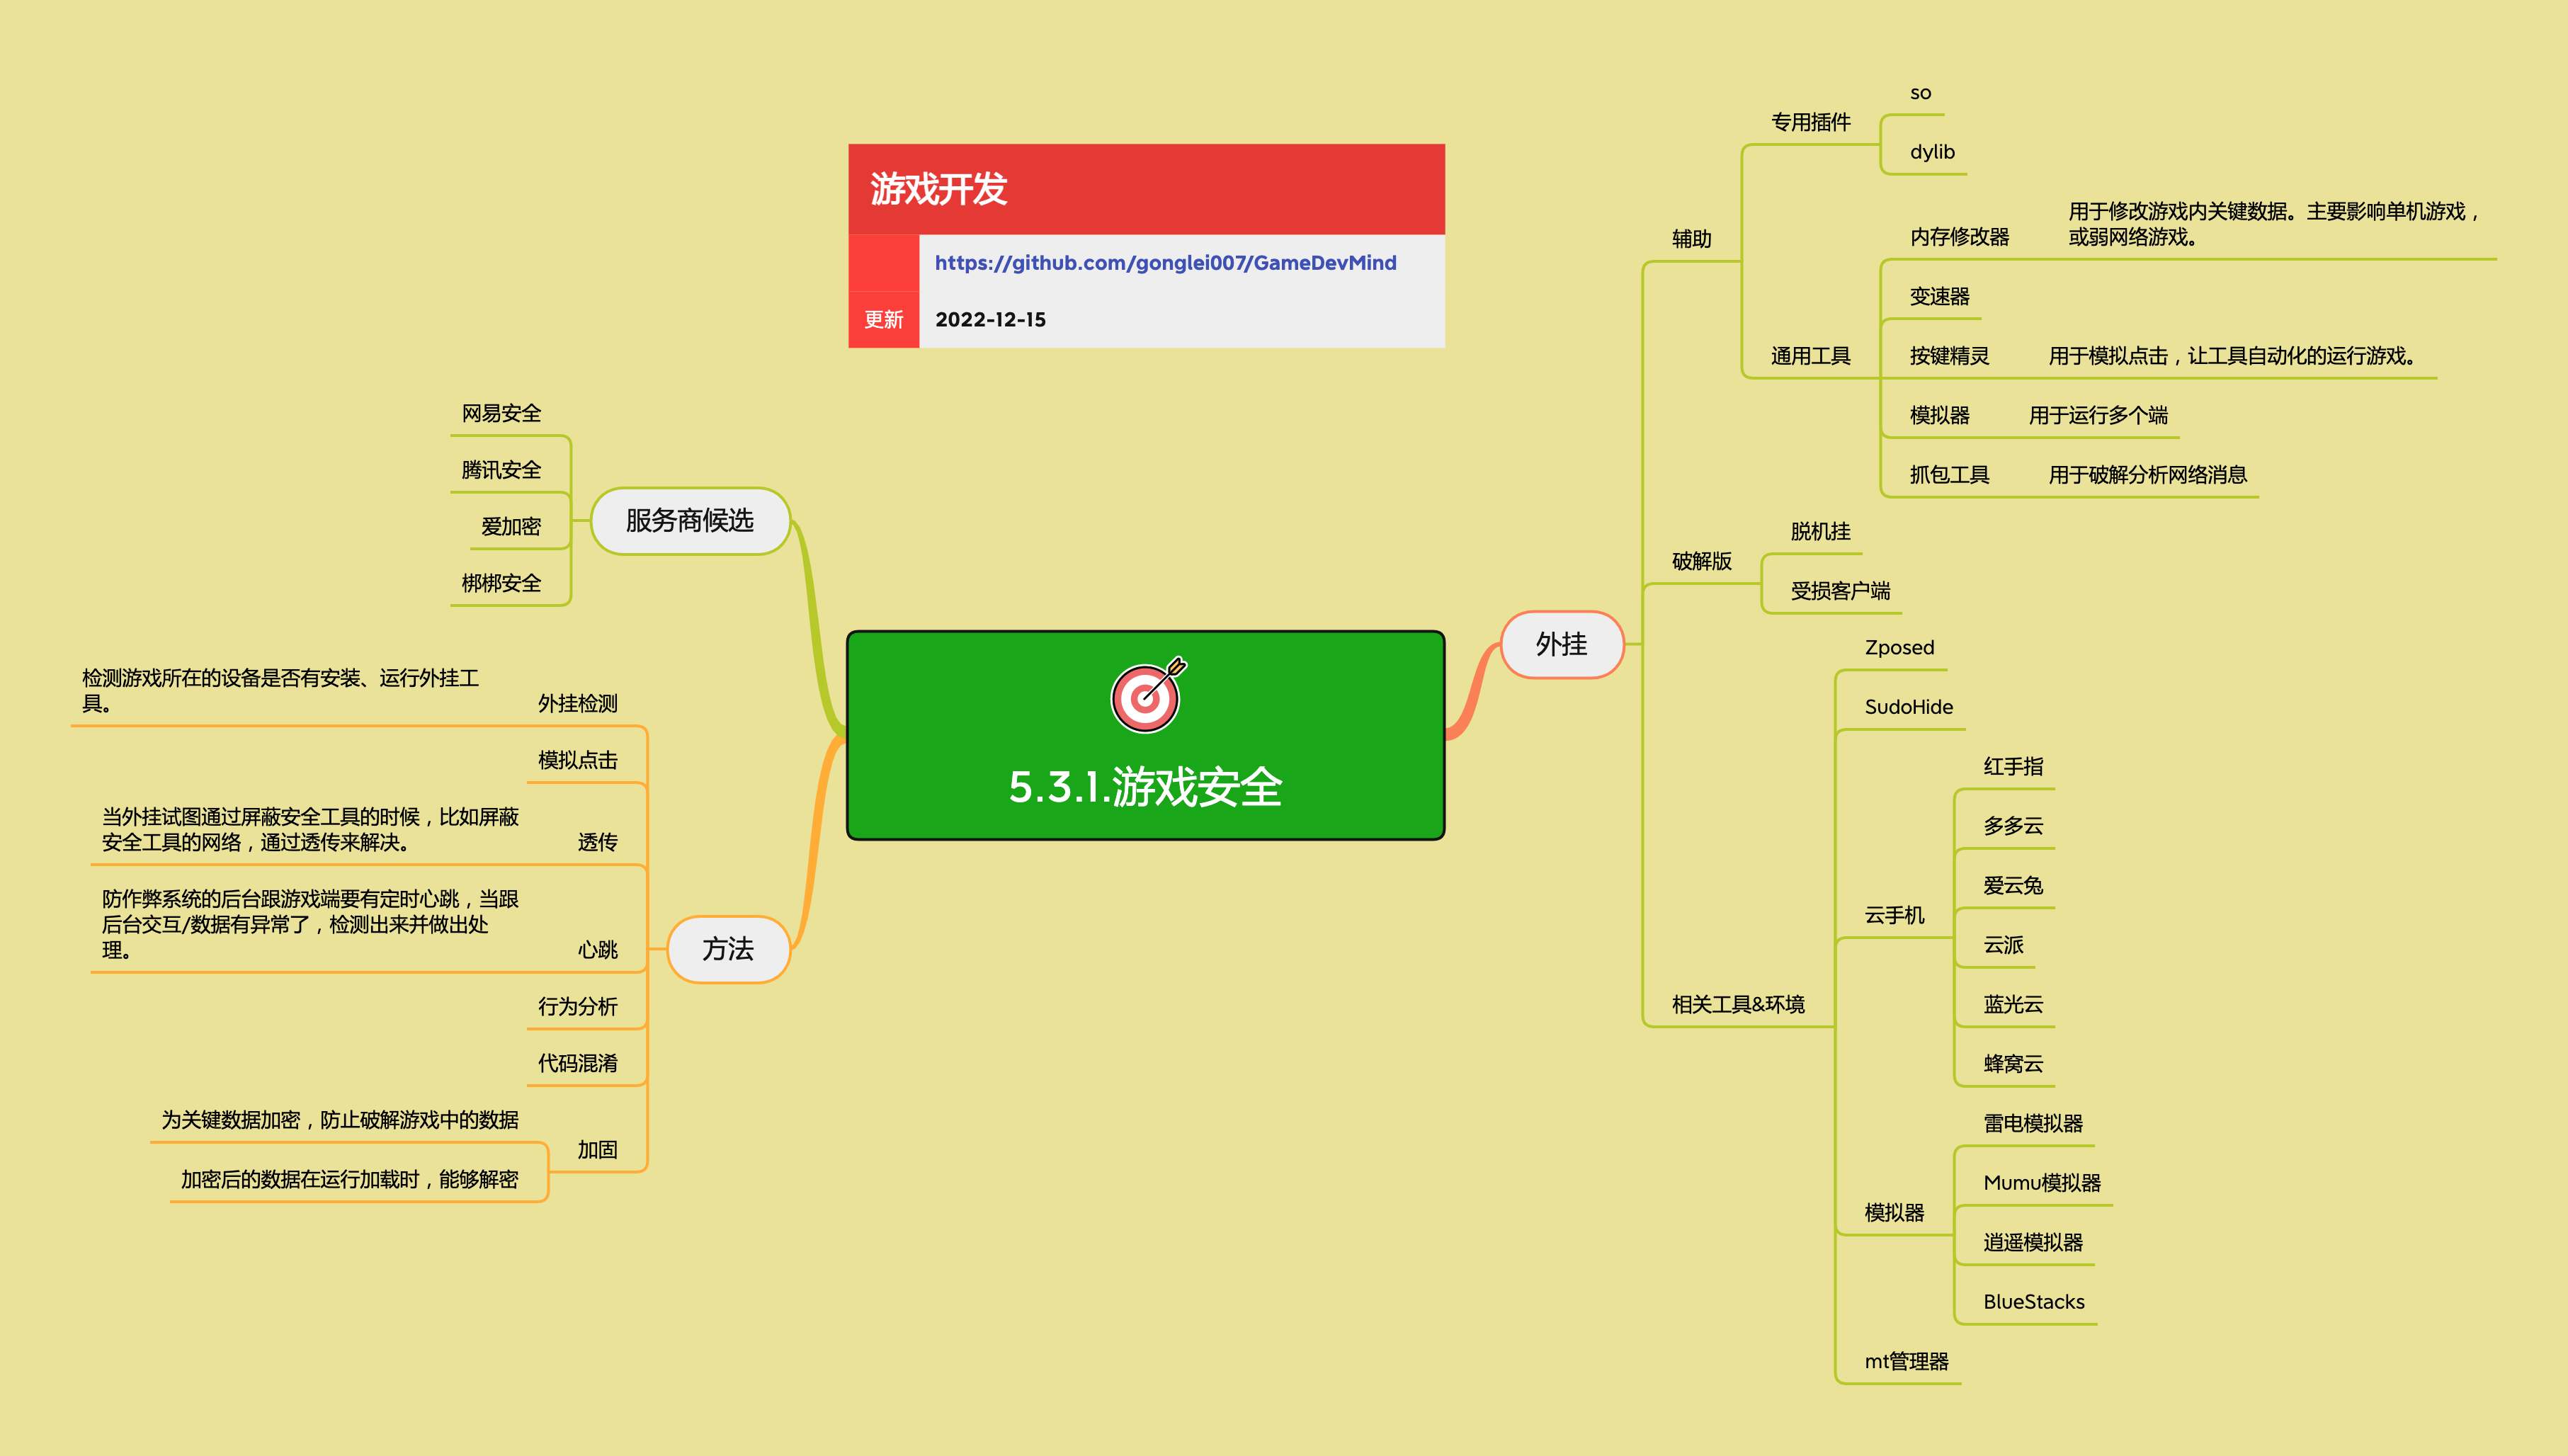 游戏开发
https://github.com/gonglei007/GameDevMind
更新 2022-12-15
5.3.1.游戏安全
外挂
辅助
专用插件
so
dylib
通用工具
内存修改器
用于修改游戏内关键数据。主要影响单机游戏，
或弱网络游戏。
变速器
按键精灵
用于模拟点击，让工具自动化的运行游戏。
模拟器
用于运行多个端
抓包工具
用于破解分析网络消息
破解版
脱机挂
受损客户端
相关工具&环境
Zposed
SudoHide
云手机
红手指
多多云
爱云兔
云派
蓝光云
蜂窝云
模拟器
雷电模拟器
Mumu模拟器
逍遥模拟器
BlueStacks
mt管理器
服务商候选
网易安全
腾讯安全
爱加密
梆梆安全
方法
外挂检测
检测游戏所在的设备是否有安装、运行外挂工
具。
模拟点击
透传
当外挂试图通过屏蔽安全工具的时候，比如屏蔽
安全工具的网络，通过透传来解决。
心跳
防作弊系统的后台跟游戏端要有定时心跳，当跟
后台交互/数据有异常了，检测出来并做出处
理。
行为分析
代码混淆
加固
为关键数据加密，防止破解游戏中的数据
加密后的数据在运行加载时，能够解密